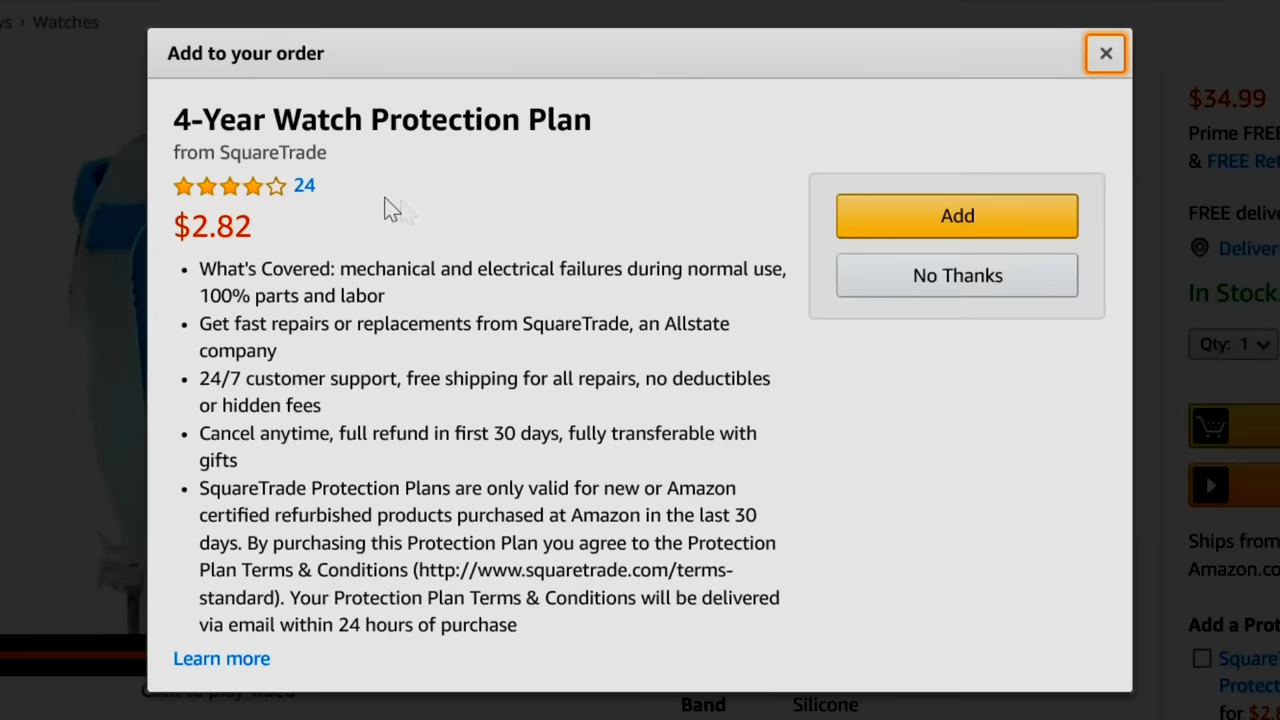 ys › Watches
Add to your order
4-Year Watch Protection Plan
from SquareTrade
24
$2.82
Add
No Thanks
• What's Covered: mechanical and electrical failures during normal use,
100% parts and labor
• Get fast repairs or replacements from SquareTrade, an Allstate
company
• 24/7 customer support, free shipping for all repairs, no deductibles
or hidden fees
• Cancel anytime, full refund in first 30 days, fully transferable with
gifts
• SquareTrade Protection Plans are only valid for new or Amazon
certified refurbished products purchased at Amazon in the last 30
days. By purchasing this Protection Plan you agree to the Protection
Plan Terms & Conditions (http://www.squaretrade.com/terms-
standard). Your Protection Plan Terms & Conditions will be delivered
via email within 24 hours of purchase
Learn more
$34.99
Prime FREE
& FREE Ret
FREE delive
Deliver
In Stock
Qty: 1
Ships from
Amazon.co
Add a Prot
Square
Protect
for $2.8
Band Silicone